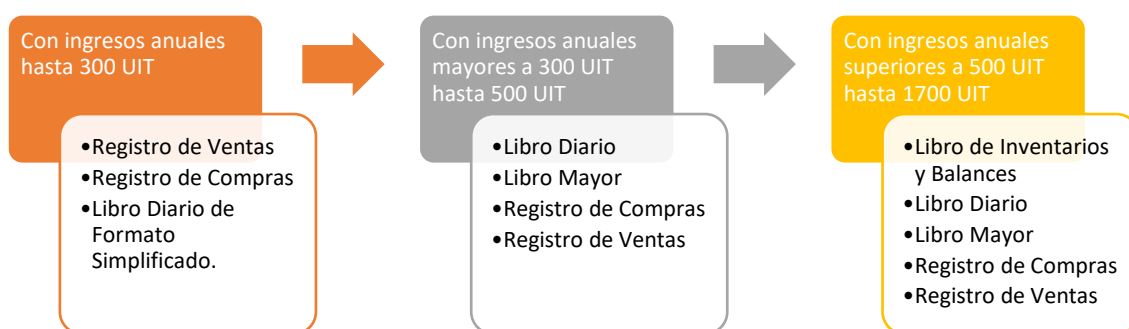 Con ingresos anuales
hasta 300 UIT
•Registro de Ventas
•Registro de Compras
•Libro Diario de
Formato
Simplificado.
Con ingresos anuales
mayores a 300 UIT
hasta 500 UIT
•Libro Diario
•Libro Mayor
•Registro de Compras
•Registro de Ventas
Con ingresos anuales
superiores a 500 UIT
hasta 1700 UIT
•Libro de Inventarios
y Balances
•Libro Diario
•Libro Mayor
•Registro de Compras
•Registro de Ventas